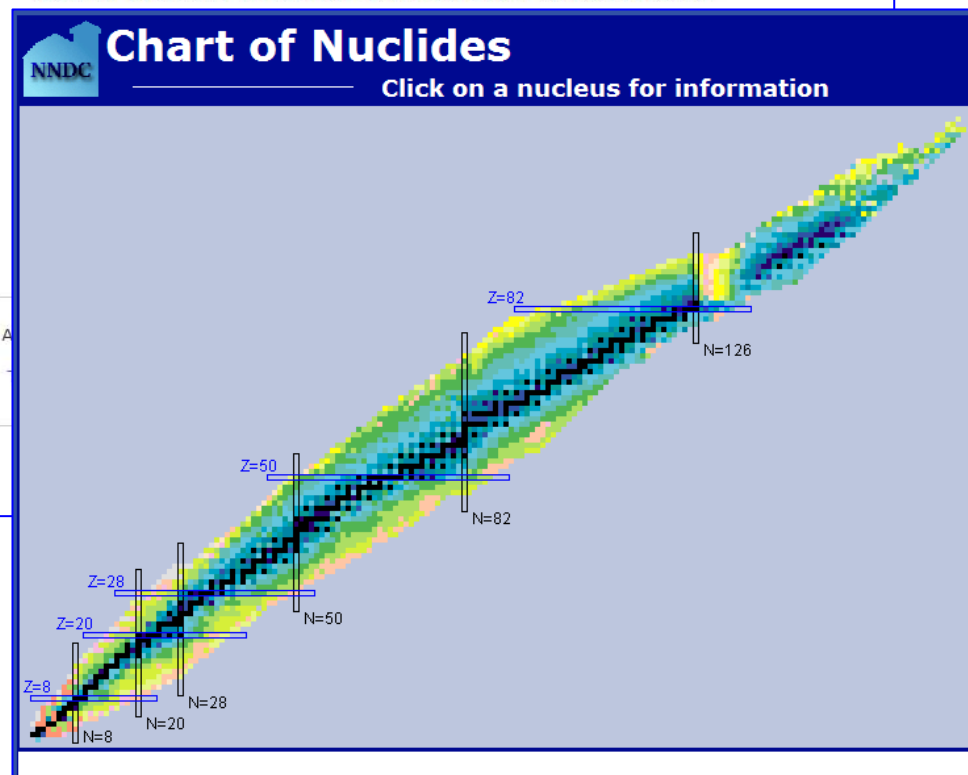 NNDC
Chart of Nuclides
Click on a nucleus for information
Z=82
A
N=126
Z=50
N=82
Z=28
N=50
Z=20
Z=8
N=28
N=20
N=8